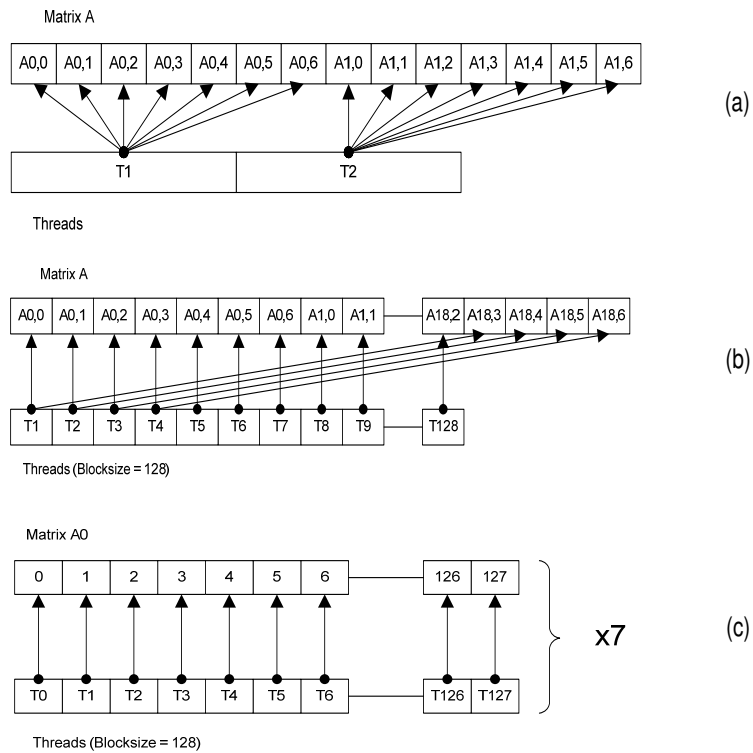 Matrix A
A0,0 A0,1 A0,2 A0,3 A0,4 A0,5 A0,6 A1,0 A1,1 A1,2 A1,3 A1,4 A1,5 A1,6
(a)
T1 T2
Threads
Matrix A
A0,0 A0,1 A0,2 A0,3 A0,4 A0,5 A0,6 A1,0 A1,1 A18,2 A18,3 A18,4 A18,5 A18,6
(b)
T1 T2 T3 T4 T5 T6 T7 T8 T9 T128
Threads (Blocksize = 128)
Matrix A0
0 1 2 3 4 5 6 126 127
x7
(c)
T0 T1 T2 T3 T4 T5 T6 T126 T127
Threads (Blocksize = 128)